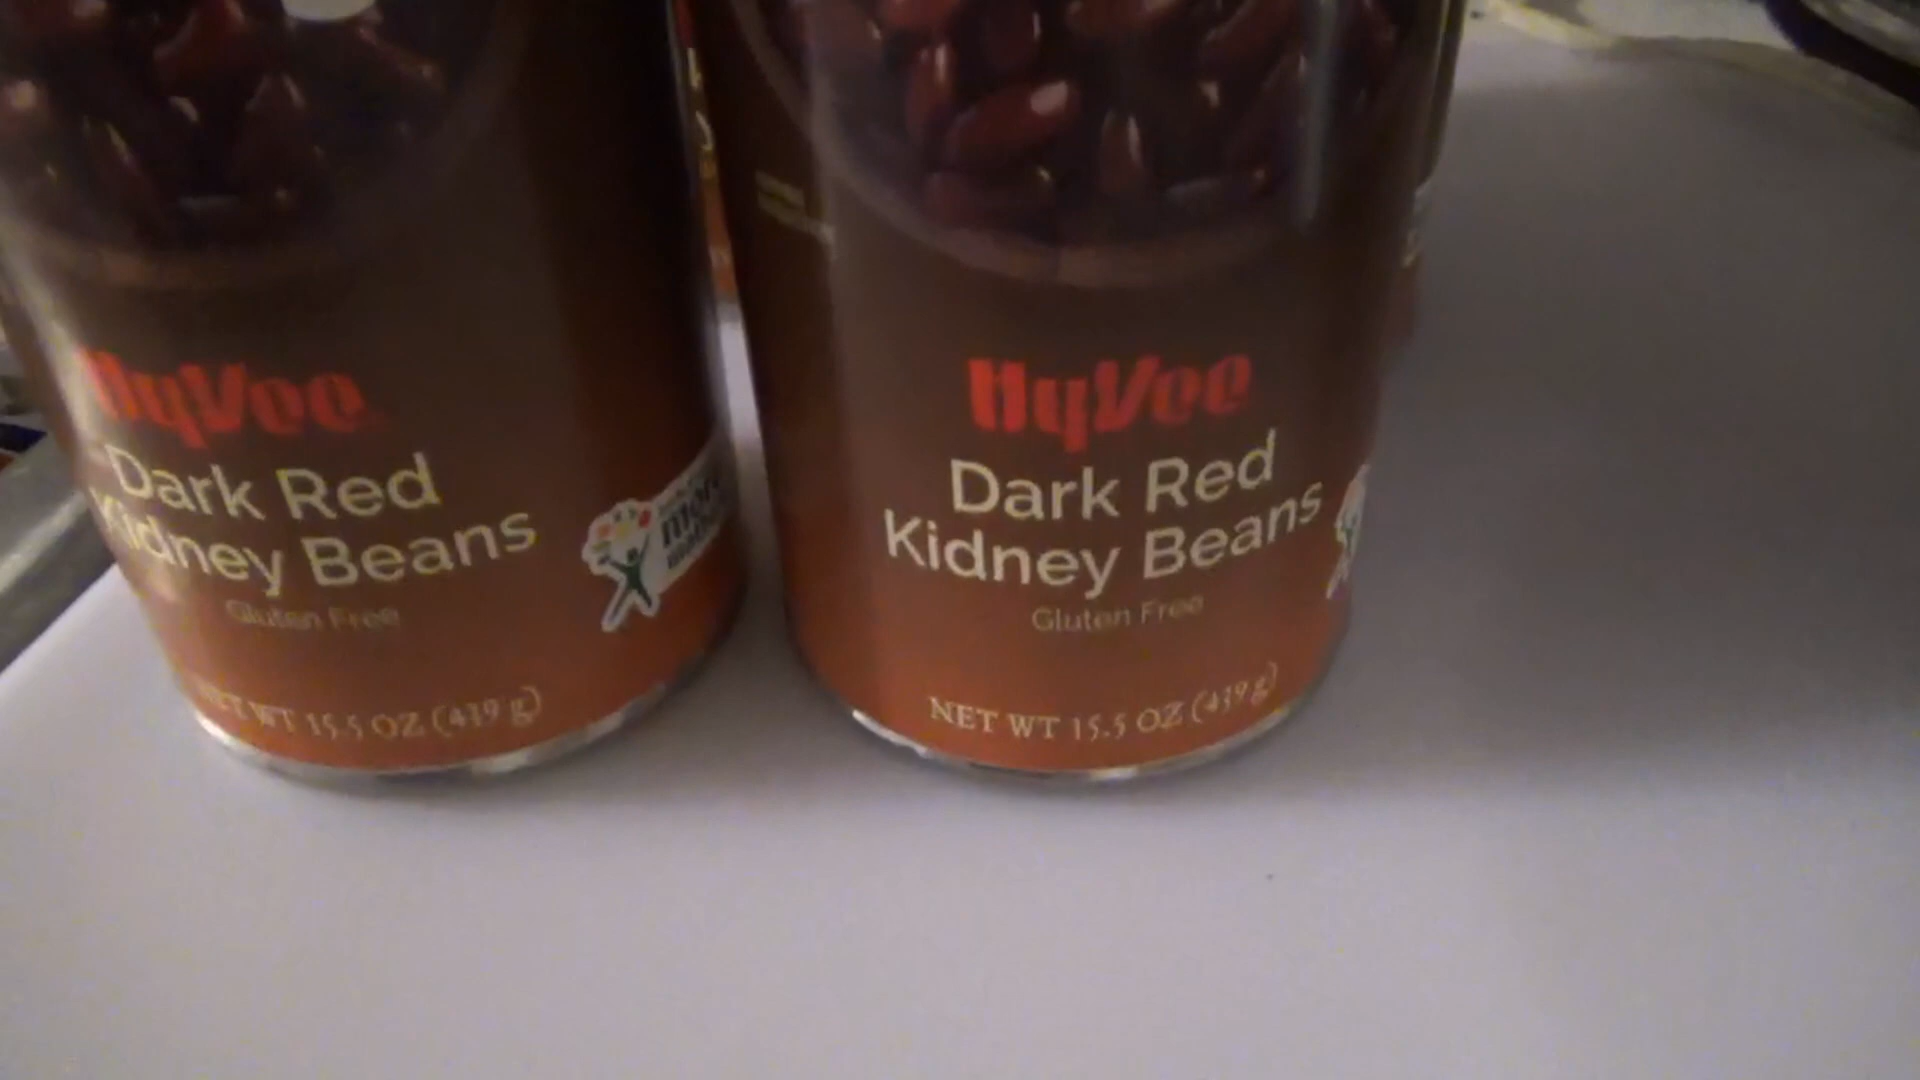 HyVee
Dark Red
Kidney Beans
Gluten Free
NET WT 15.5 OZ (439 g)
more
HyVee
Dark Red
Kidney Beans
Gluten Free
NET WT 15.5 OZ (439 g)